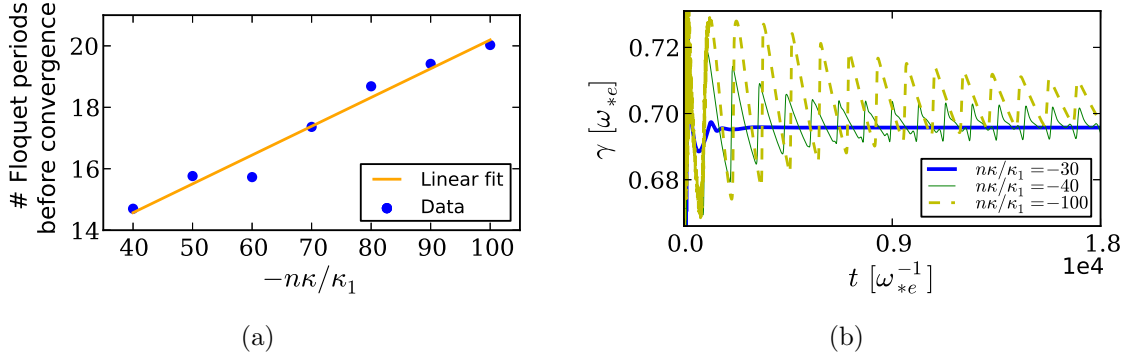 # Floquet periods
before convergence
20
18
16
14
Linear fit
Data
40 50 60 70 80 90 100
−nκ/κ₁
(a)
γ [ω*e]
0.72
0.70
0.68
nκ/κ₁ =−30
nκ/κ₁ =−40
nκ/κ₁ =−100
0.0 0.9 1.8
1e4
t [ω*e⁻¹]
(b)